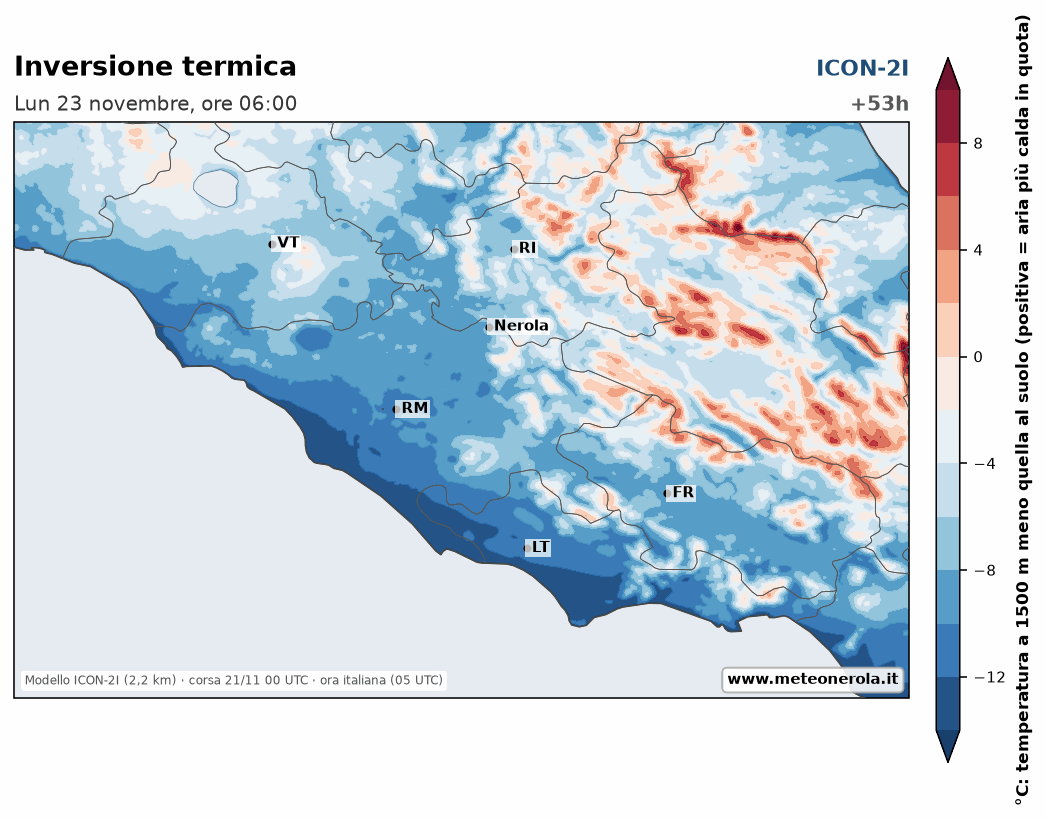 Inversione termica
ICON-2I
Lun 23 novembre, ore 06:00
+53h
VT
RI
Nerola
RM
FR
LT
Modello ICON-2I (2,2 km) · corsa 21/11 00 UTC · ora italiana (05 UTC)
www.meteonerola.it
8
4
0
−4
−8
−12
°C: temperatura a 1500 m meno quella al suolo (positiva = aria più calda in quota)